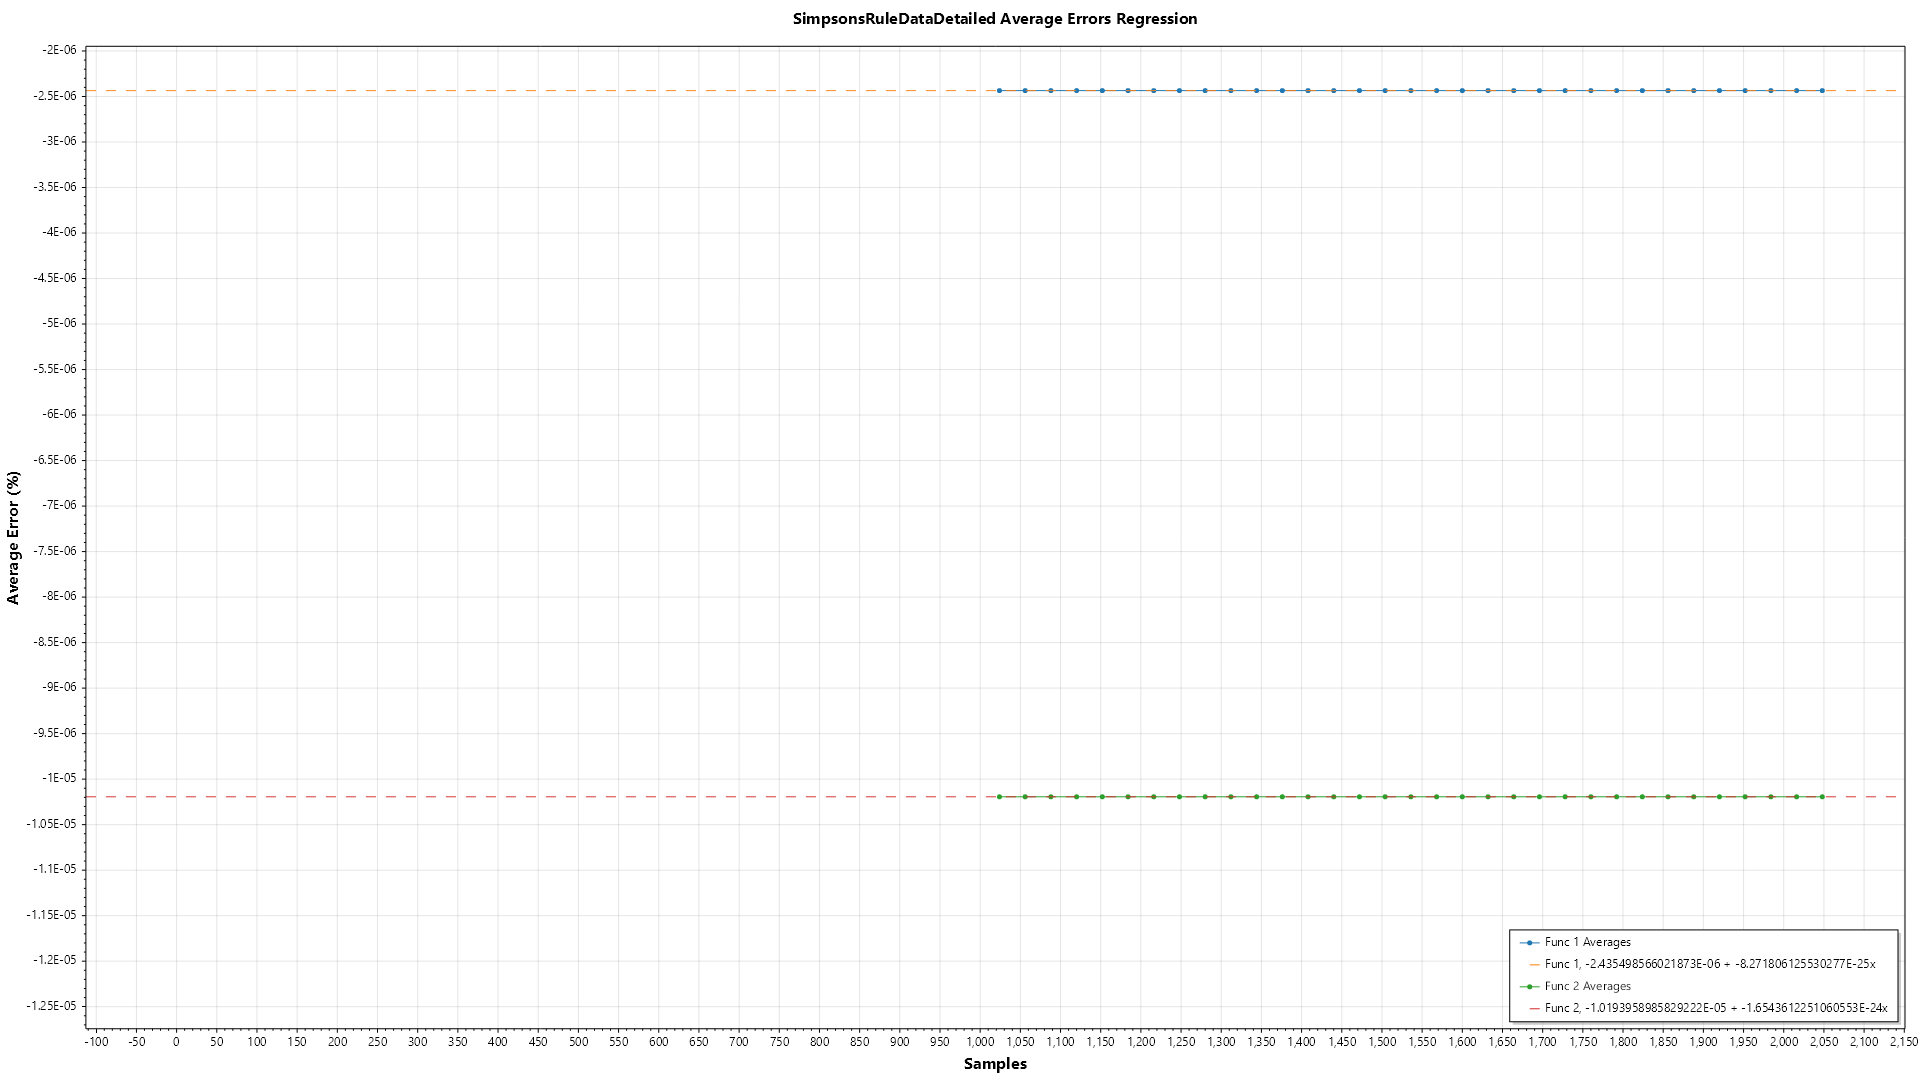 SimpsonsRuleDataDetailed Average Errors Regression
Average Error (%)
-2E-06
-2.5E-06
-3E-06
-3.5E-06
-4E-06
-4.5E-06
-5E-06
-5.5E-06
-6E-06
-6.5E-06
-7E-06
-7.5E-06
-8E-06
-8.5E-06
-9E-06
-9.5E-06
-1E-05
-1.05E-05
-1.1E-05
-1.15E-05
-1.2E-05
-1.25E-05
Func 1 Averages
Func 1, -2.435498566021873E-06 + -8.271806125530277E-25x
Func 2 Averages
Func 2, -1.0193958985829222E-05 + -1.6543612251060553E-24x
-100 -50 0 50 100 150 200 250 300 350 400 450 500 550 600 650 700 750 800 850 900 950 1,000 1,050 1,100 1,150 1,200 1,250 1,300 1,350 1,400 1,450 1,500 1,550 1,600 1,650 1,700 1,750 1,800 1,850 1,900 1,950 2,000 2,050 2,100 2,150
Samples